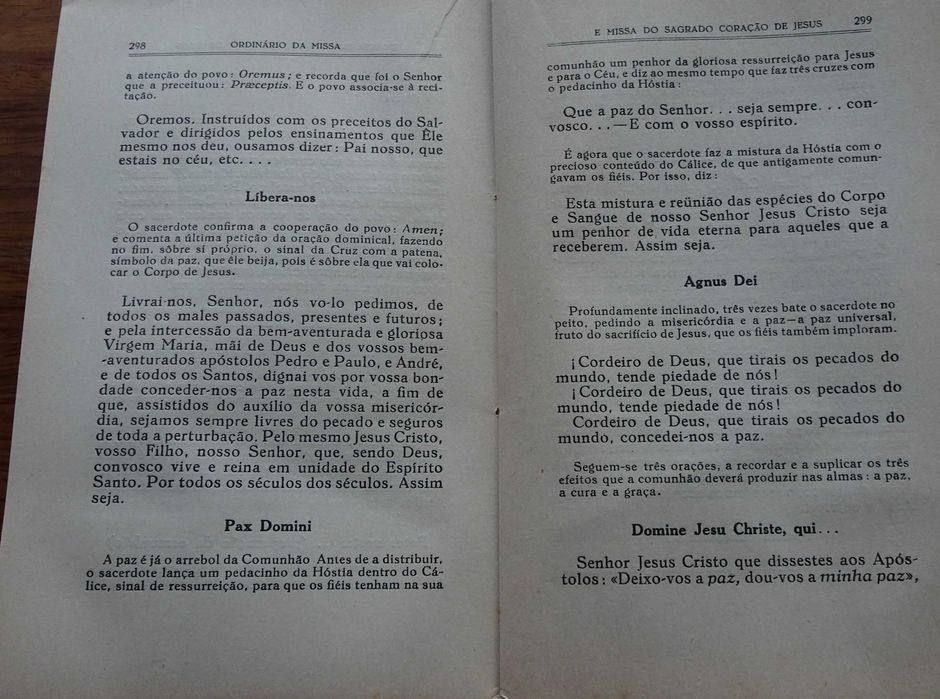 298 ORDINÁRIO DA MISSA
a atenção do povo: Oremus; e recorda que foi o Senhor
que a preceituou: Præceptis. E o povo associa-se à reci-
tação.
Oremos. Instruídos com os preceitos do Sal-
vador e dirigidos pelos ensinamentos que Êle
mesmo nos deu, ousamos dizer: Pai nosso, que
estais no céu, etc. . . .
Líbera-nos
O sacerdote confirma a cooperação do povo: Amen;
e comenta a última petição da oração dominical, fazendo
no fim, sôbre si próprio, o sinal da Cruz com a patena,
símbolo da paz, que êle beija, pois é sôbre ela que vai colo-
car o Corpo de Jesus.
Livrai-nos, Senhor, nós vo-lo pedimos, de
todos os males passados, presentes e futuros;
e pela intercessão da bem-aventurada e gloriosa
Virgem Maria, mãi de Deus e dos vossos bem-
-aventurados apóstolos Pedro e Paulo, e André,
e de todos os Santos, dignai vos por vossa bon-
dade conceder-nos a paz nesta vida, a fim de
que, assistidos do auxílio da vossa misericór-
dia, sejamos sempre livres do pecado e seguros
de toda a perturbação. Pelo mesmo Jesus Cristo,
vosso Filho, nosso Senhor, que, sendo Deus,
convosco vive e reina em unidade do Espírito
Santo. Por todos os séculos dos séculos. Assim
seja.
Pax Domini
A paz é já o arrebol da Comunhão Antes de a distribuir,
o sacerdote lança um pedacinho da Hóstia dentro do Cá-
lice, sinal de ressurreição, para que os fiéis tenham na sua
E MISSA DO SAGRADO CORAÇÃO DE JESUS 299
comunhão um penhor da gloriosa ressurreição para Jesus
e para o Céu, e diz ao mesmo tempo que faz três cruzes com
o pedacinho da Hóstia:
Que a paz do Senhor. . . seja sempre. . . con-
vosco. . .—E com o vosso espírito.
É agora que o sacerdote faz a mistura da Hóstia com o
precioso conteúdo do Cálice, de que antigamente comun-
gavam os fiéis. Por isso, diz:
Esta mistura e reünião das espécies do Corpo
e Sangue de nosso Senhor Jesus Cristo seja
um penhor de vida eterna para aqueles que a
receberem. Assim seja.
Agnus Dei
Profundamente inclinado, três vezes bate o sacerdote no
peito, pedindo a misericórdia e a paz—a paz universal,
fruto do sacrifício de Jesus, que os fiéis também imploram.
¡Cordeiro de Deus, que tirais os pecados do
mundo, tende piedade de nós!
¡Cordeiro de Deus, que tirais os pecados do
mundo, tende piedade de nós!
Cordeiro de Deus, que tirais os pecados do
mundo, concedei-nos a paz.
Seguem-se três orações, a recordar e a suplicar os três
efeitos que a comunhão deverá produzir nas almas: a paz,
a cura e a graça.
Domine Jesu Christe, qui. . .
Senhor Jesus Cristo que dissestes aos Após-
tolos: «Deixo-vos a paz, dou-vos a minha paz»,